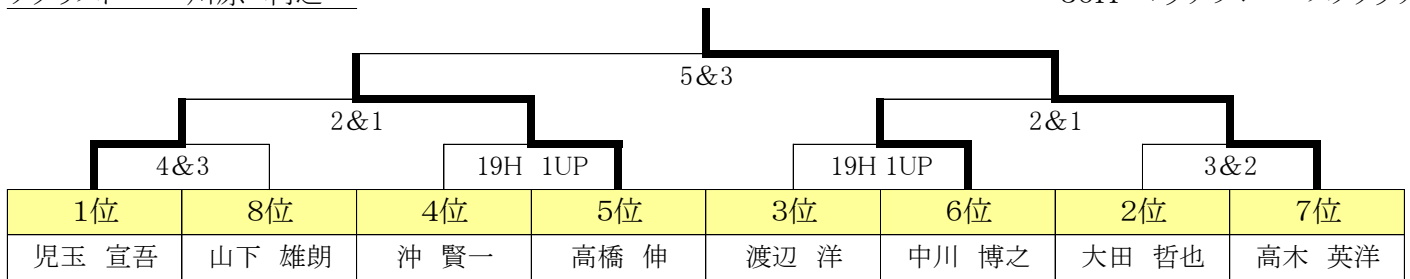 5&3
2&1 2&1
4&3 19H 1UP 19H 1UP 3&2
1位 8位 4位 5位 3位 6位 2位 7位
児玉 宣吾 山下 雄朗 沖 賢一 高橋 伸 渡辺 洋 中川 博之 大田 哲也 高木 英洋